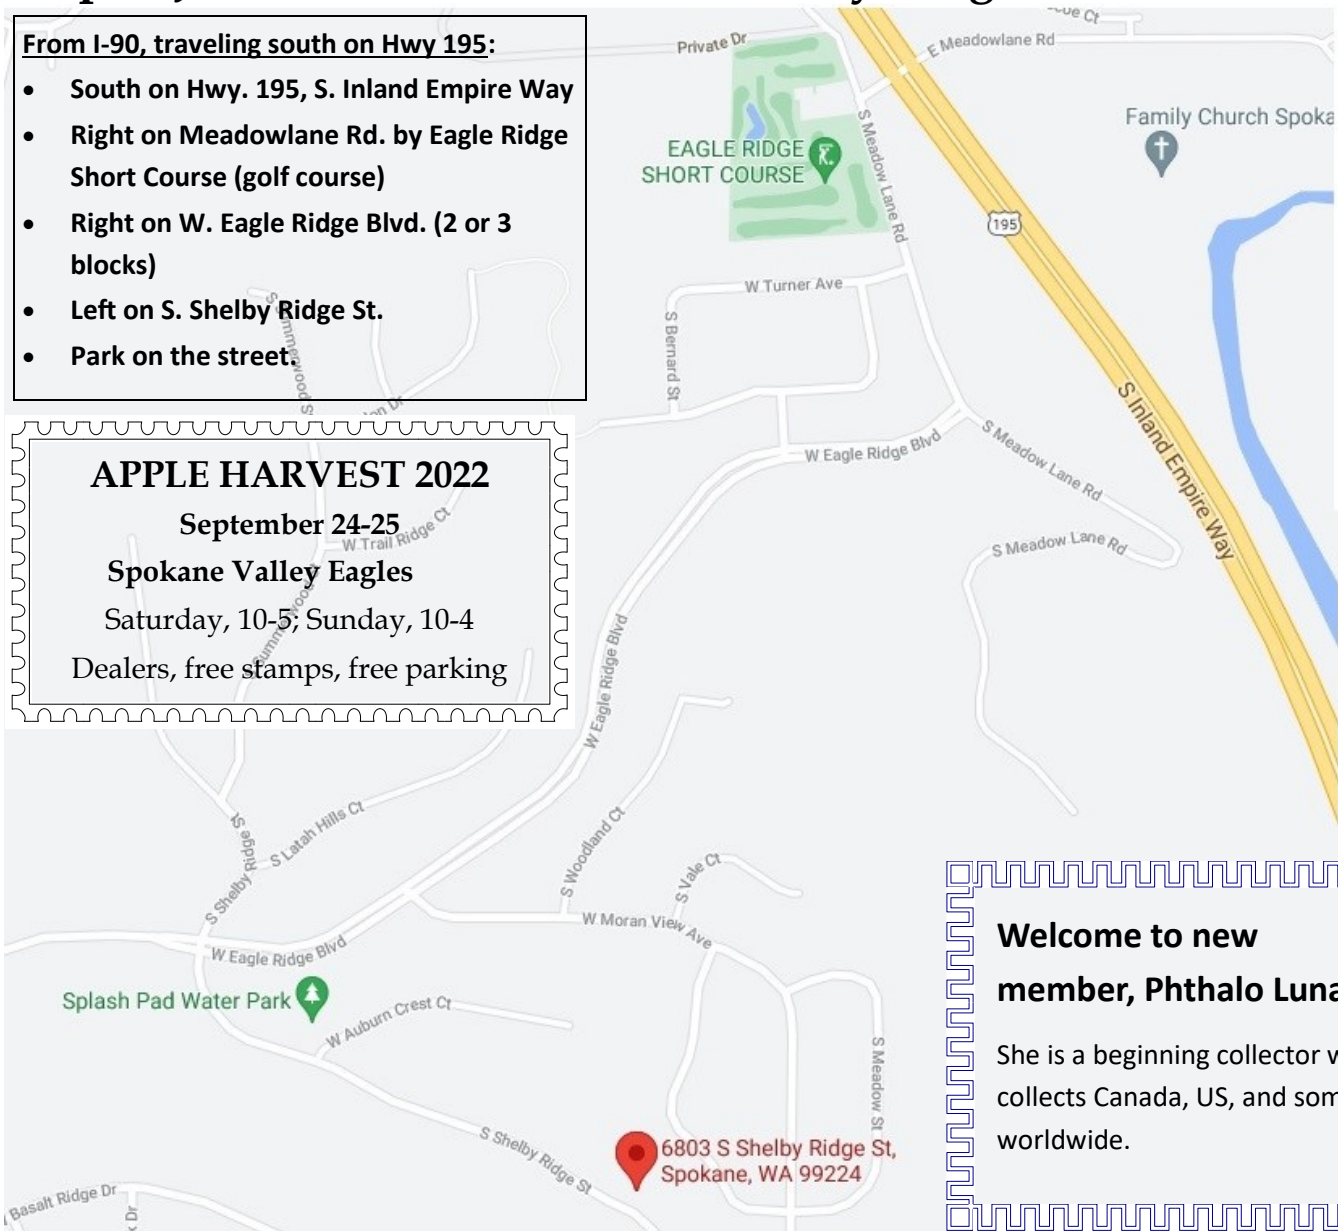 From I-90, traveling south on Hwy 195:
• South on Hwy. 195, S. Inland Empire Way
• Right on Meadowlane Rd. by Eagle Ridge
Short Course (golf course)
• Right on W. Eagle Ridge Blvd. (2 or 3
blocks)
• Left on S. Shelby Ridge St.
• Park on the street.
APPLE HARVEST 2022
September 24-25
Spokane Valley Eagles
Saturday, 10-5; Sunday, 10-4
Dealers, free stamps, free parking
Private Dr
E Meadowlane Rd
Family Church Spoka
EAGLE RIDGE
SHORT COURSE
S Meadow Lane Rd
195
W Turner Ave
S Bernard St
S Inland Empire Way
W Eagle Ridge Blvd
S Meadow Lane Rd
S Meadow Lane Rd
W Trail Ridge Ct
W Eagle Ridge Blvd
S Latah Hills Ct
S Shelby Ridge St
S Woodland Ct
S Vale Ct
W Moran View Ave
W Eagle Ridge Blvd
Splash Pad Water Park
W Auburn Crest Ct
S Meadow St
S Shelby Ridge St
6803 S Shelby Ridge St,
Spokane, WA 99224
Basalt Ridge Dr
Welcome to new
member, Phthalo Luna
She is a beginning collector w
collects Canada, US, and som
worldwide.